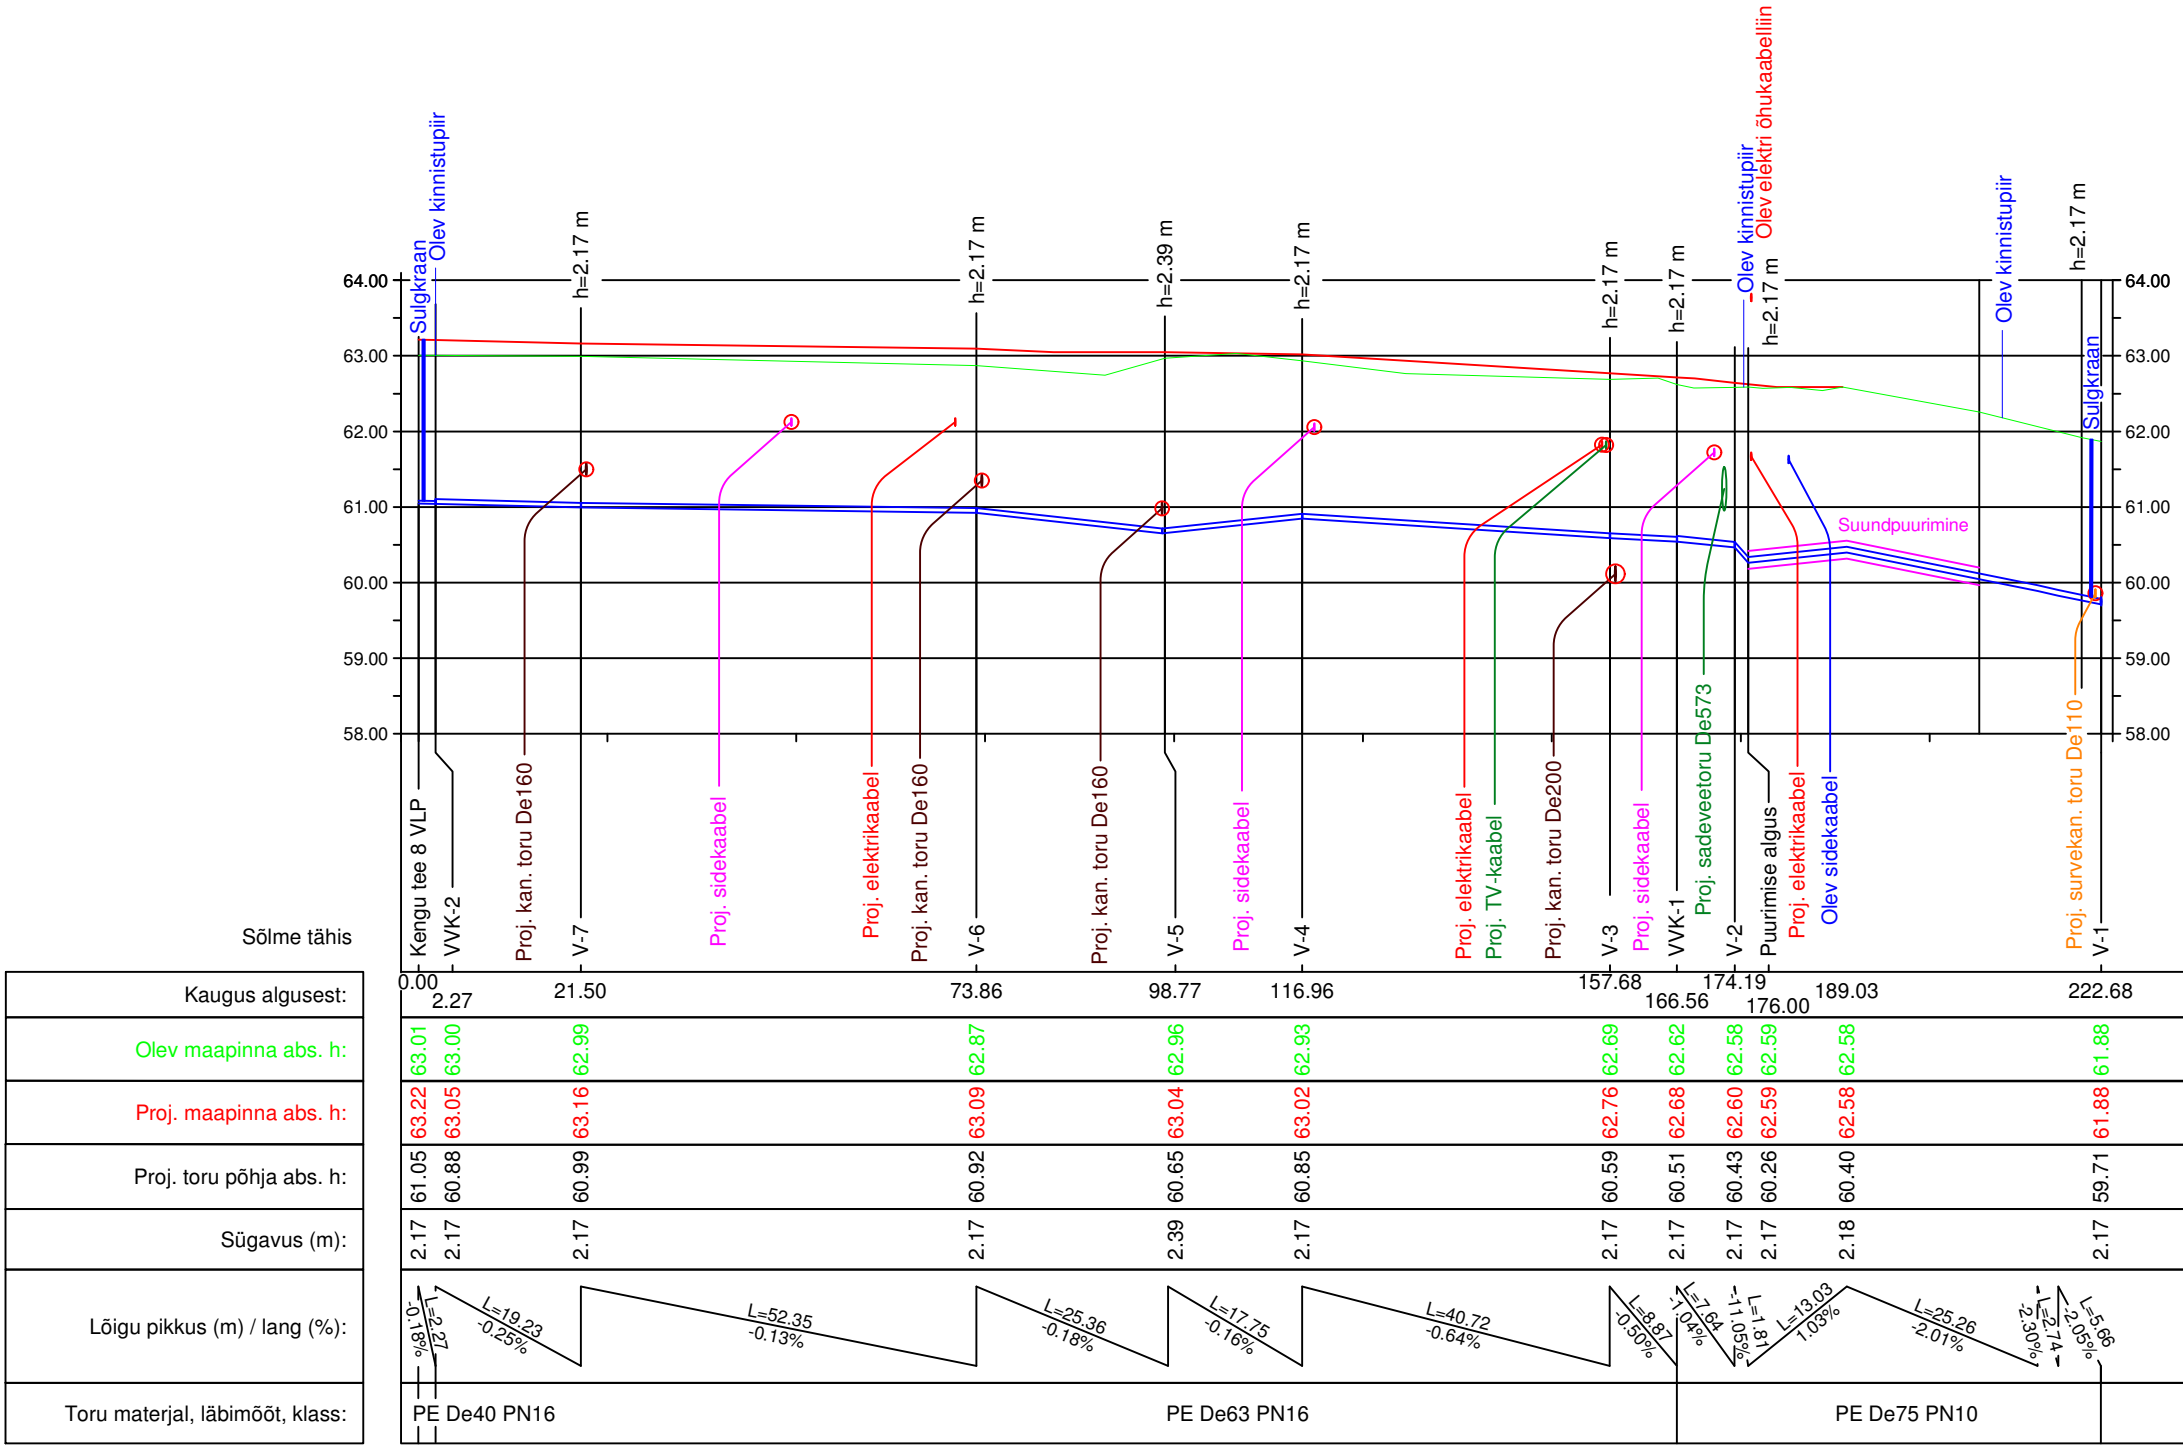 Olev elektri õhukaabelliin
Olev kinnistupiir
Olev kinnistupiir
Olev kinnistupiir
Sulgkraan
h=2.17 m
h=2.17 m
h=2.39 m
h=2.17 m
h=2.17 m
h=2.17 m
h=2.17 m
h=2.17 m
Sulgkraan
64.00
63.00
62.00
61.00
60.00
59.00
58.00
64.00
63.00
62.00
61.00
60.00
59.00
58.00
Suundpuurimine
Sõlme tähis
Kengu tee 8 VLP
VVK-2
Proj. kan. toru De160
V-7
Proj. sidekaabel
Proj. elektrikaabel
Proj. kan. toru De160
V-6
Proj. kan. toru De160
V-5
Proj. sidekaabel
V-4
Proj. elektrikaabel
Proj. TV-kaabel
Proj. kan. toru De200
V-3
Proj. sidekaabel
VVK-1
Proj. sadeveetoru De573
V-2
Puurimise algus
Proj. elektrikaabel
Olev sidekaabel
Proj. survekan. toru De110
V-1
Kaugus algusest: 0.00 2.27 21.50 73.86 98.77 116.96 157.68 166.56 174.19 176.00 189.03 222.68
Olev maapinna abs. h: 63.01 63.00 62.99 62.87 62.96 62.93 62.69 62.62 62.58 62.59 62.58 61.88
Proj. maapinna abs. h: 63.22 63.05 63.16 63.09 63.04 63.02 62.76 62.68 62.60 62.59 62.58 61.88
Proj. toru põhja abs. h: 61.05 60.88 60.99 60.92 60.65 60.85 60.59 60.51 60.43 60.26 60.40 59.71
Sügavus (m): 2.17 2.17 2.17 2.17 2.39 2.17 2.17 2.17 2.17 2.17 2.18 2.17
Lõigu pikkus (m) / lang (%):
L=2.27
-0.18%
L=19.23
-0.25%
L=52.35
-0.13%
L=25.36
-0.18%
L=17.75
-0.16%
L=40.72
-0.64%
L=8.87
-0.50%
L=7.64
-1.04%
L=1.81
-11.05%
L=13.03
1.03%
L=25.26
-2.01%
L=2.74
-2.30%
L=5.66
-2.05%
Toru materjal, läbimõõt, klass: PE De40 PN16 PE De63 PN16 PE De75 PN10